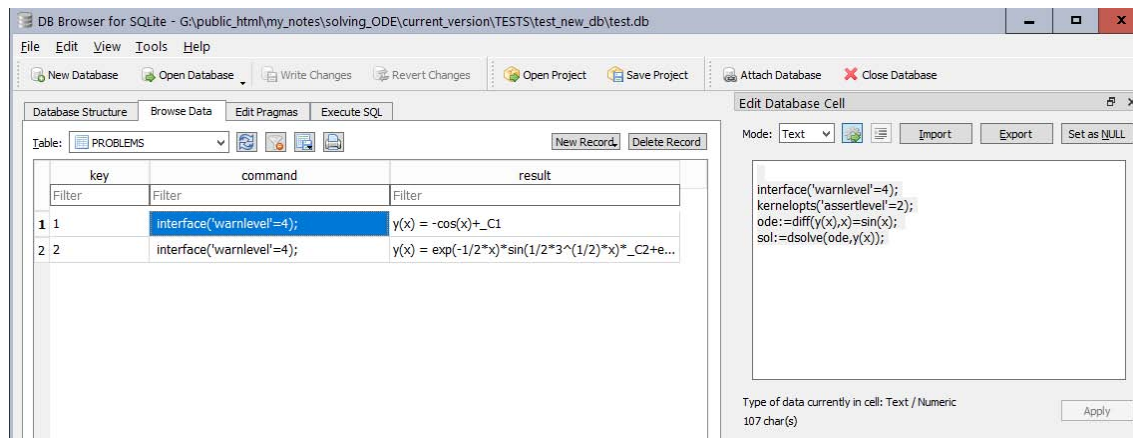 DB Browser for SQLite - G:\public_html\my_notes\solving_ODE\current_version\TESTS\test_new_db\test.db
File Edit View Tools Help
New Database Open Database Write Changes Revert Changes Open Project Save Project Attach Database Close Database
Database Structure Browse Data Edit Pragmas Execute SQL
Table: PROBLEMS New Record Delete Record
key command result
Filter Filter Filter
1 1 interface('warnlevel'=4); y(x) = -cos(x)+_C1
2 2 interface('warnlevel'=4); y(x) = exp(-1/2*x)*sin(1/2*3^(1/2)*x)*_C2+e...
Edit Database Cell
Mode: Text Import Export Set as NULL
interface('warnlevel'=4);
kernelopts('assertlevel'=2);
ode:=diff(y(x),x)=sin(x);
sol:=dsolve(ode,y(x));
Type of data currently in cell: Text / Numeric
107 char(s)
Apply